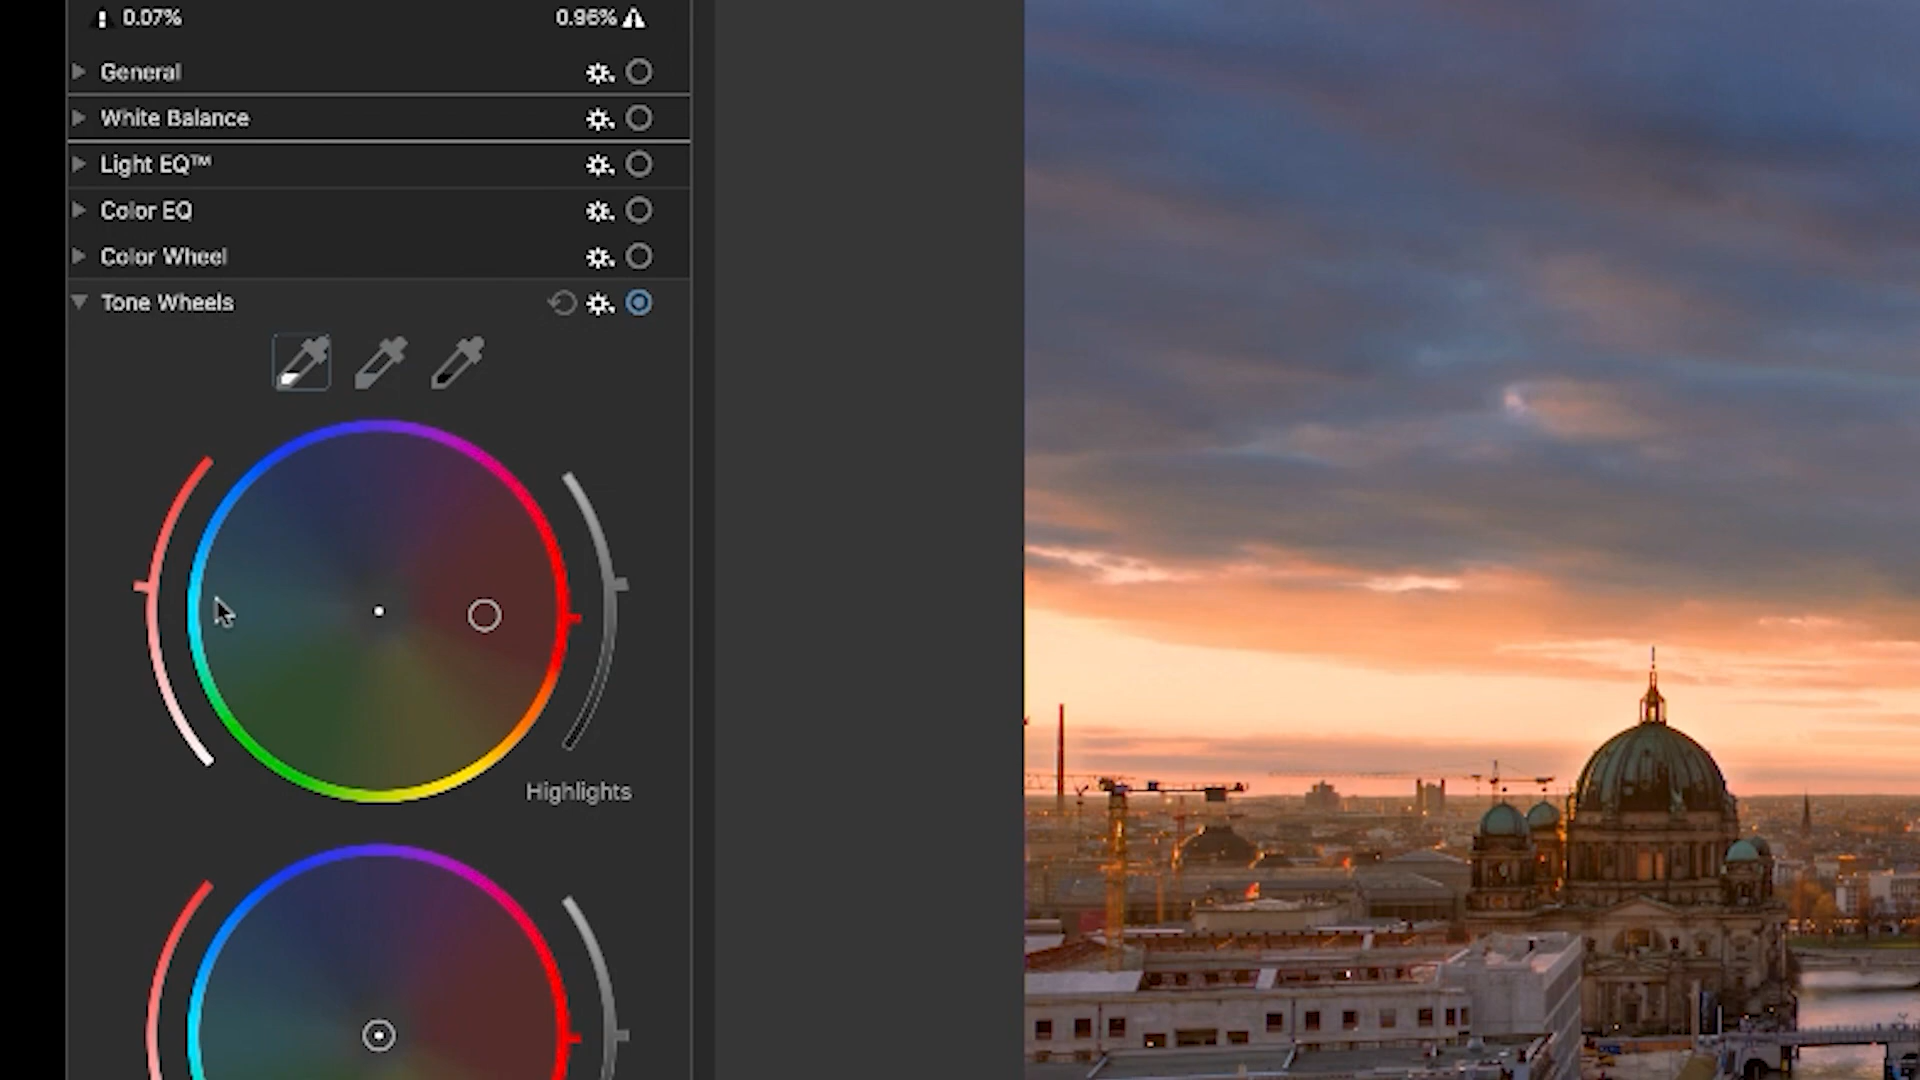 0.07% 0.96%
General
White Balance
Light EQ™
Color EQ
Color Wheel
Tone Wheels
Highlights